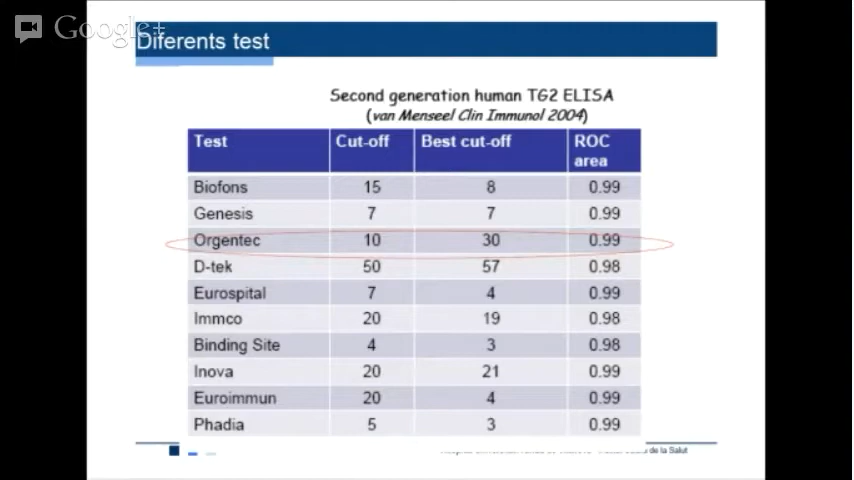 Google+
Diferents test
Second generation human TG2 ELISA
(van Menseel Clin Immunol 2004)
Test Cut-off Best cut-off ROC area
Biofons 15 8 0.99
Genesis 7 7 0.99
Orgentec 10 30 0.99
D-tek 50 57 0.98
Eurospital 7 4 0.99
Immco 20 19 0.98
Binding Site 4 3 0.98
Inova 20 21 0.99
Euroimmun 20 4 0.99
Phadia 5 3 0.99
de la Salut